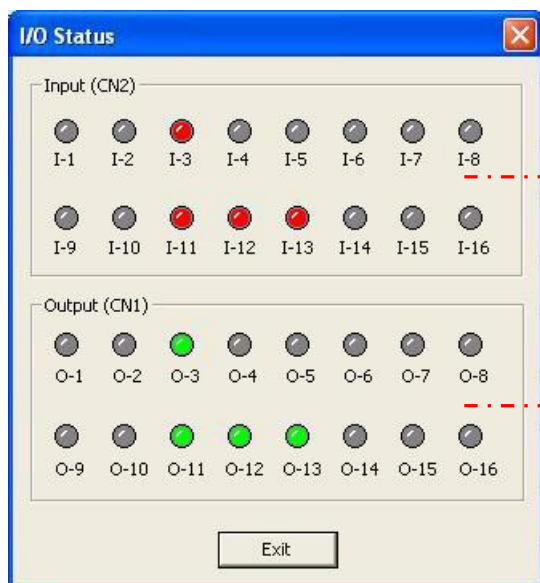 I/O Status
Input (CN2)
I-1 I-2 I-3 I-4 I-5 I-6 I-7 I-8
I-9 I-10 I-11 I-12 I-13 I-14 I-15 I-16
Output (CN1)
O-1 O-2 O-3 O-4 O-5 O-6 O-7 O-8
O-9 O-10 O-11 O-12 O-13 O-14 O-15 O-16
Exit